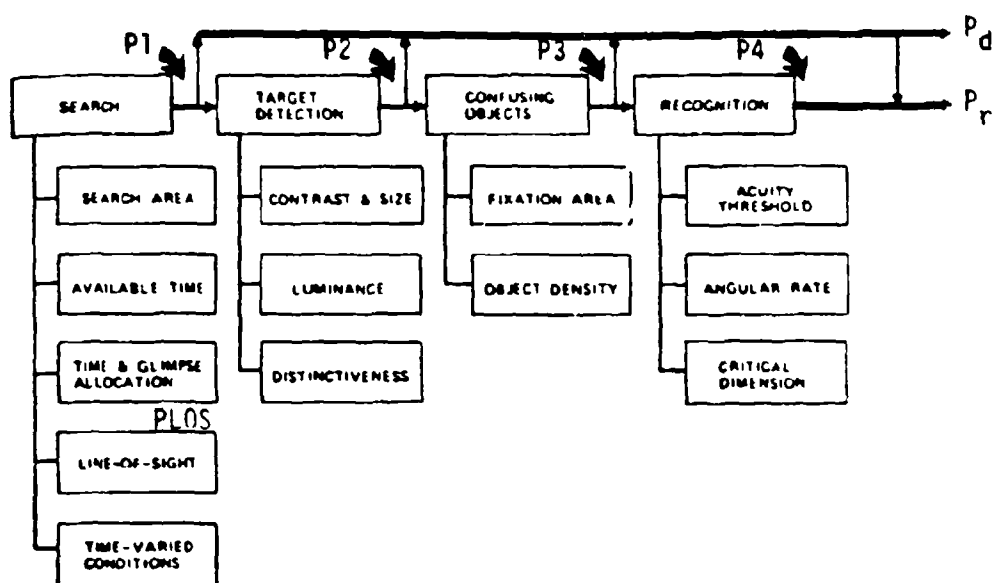 P1
P2
P3
P4
Pd
SEARCH
TARGET
DETECTION
CONFUSING
OBJECTS
RECOGNITION
Pr
SEARCH AREA
CONTRAST & SIZE
FIXATION AREA
ACUITY
THRESHOLD
AVAILABLE TIME
LUMINANCE
OBJECT DENSITY
ANGULAR RATE
TIME & GLIMPSE
ALLOCATION
DISTINCTIVENESS
CRITICAL
DIMENSION
PLOS
LINE-OF-SIGHT
TIME-VARIED
CONDITIONS